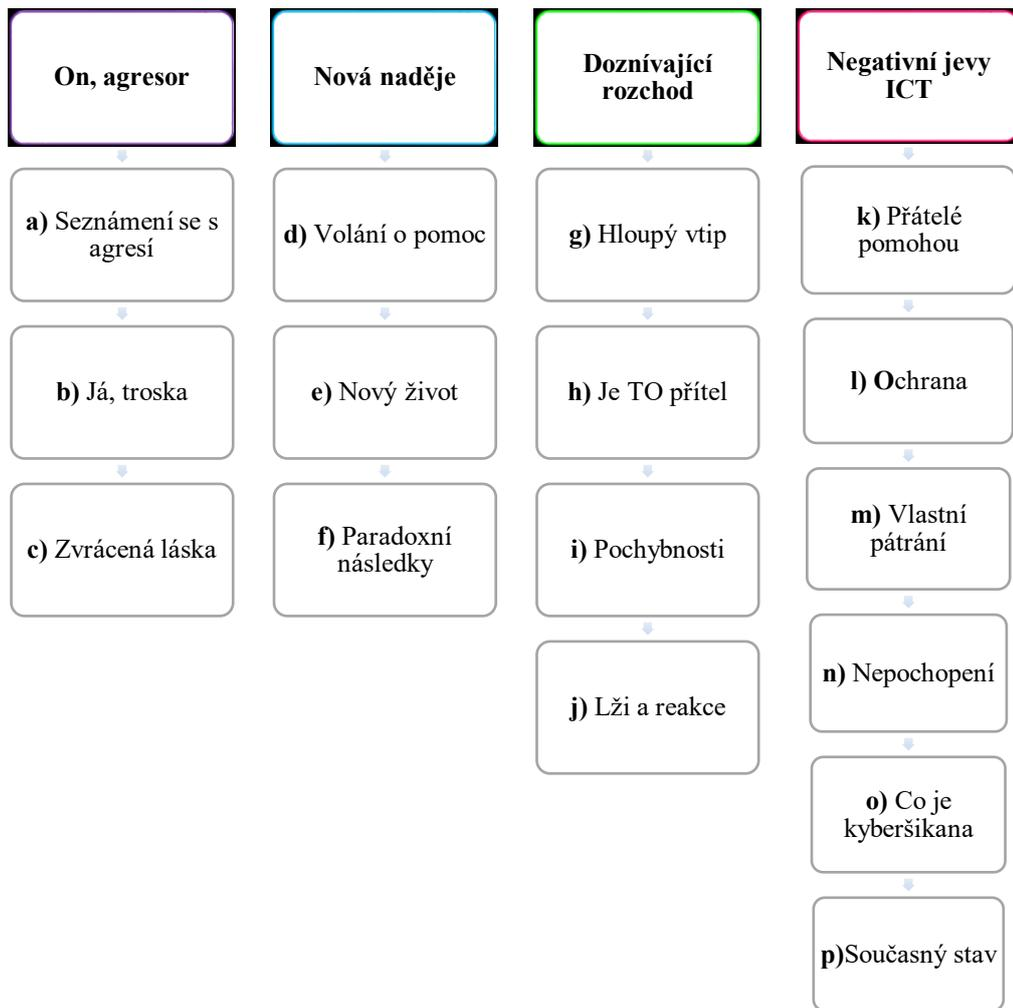 On, agresor
a) Seznámení se s
agresí
b) Já, troska
c) Zvrácená láska
Nová naděje
d) Volání o pomoc
e) Nový život
f) Paradoxní
následky
Doznívající
rozchod
g) Hloupý vtip
h) Je TO přítel
i) Pochybnosti
j) Lži a reakce
Negativní jevy
ICT
k) Přátelé
pomohou
l) Ochrana
m) Vlastní
pátrání
n) Nepochopení
o) Co je
kyberšikana
p)Současný stav